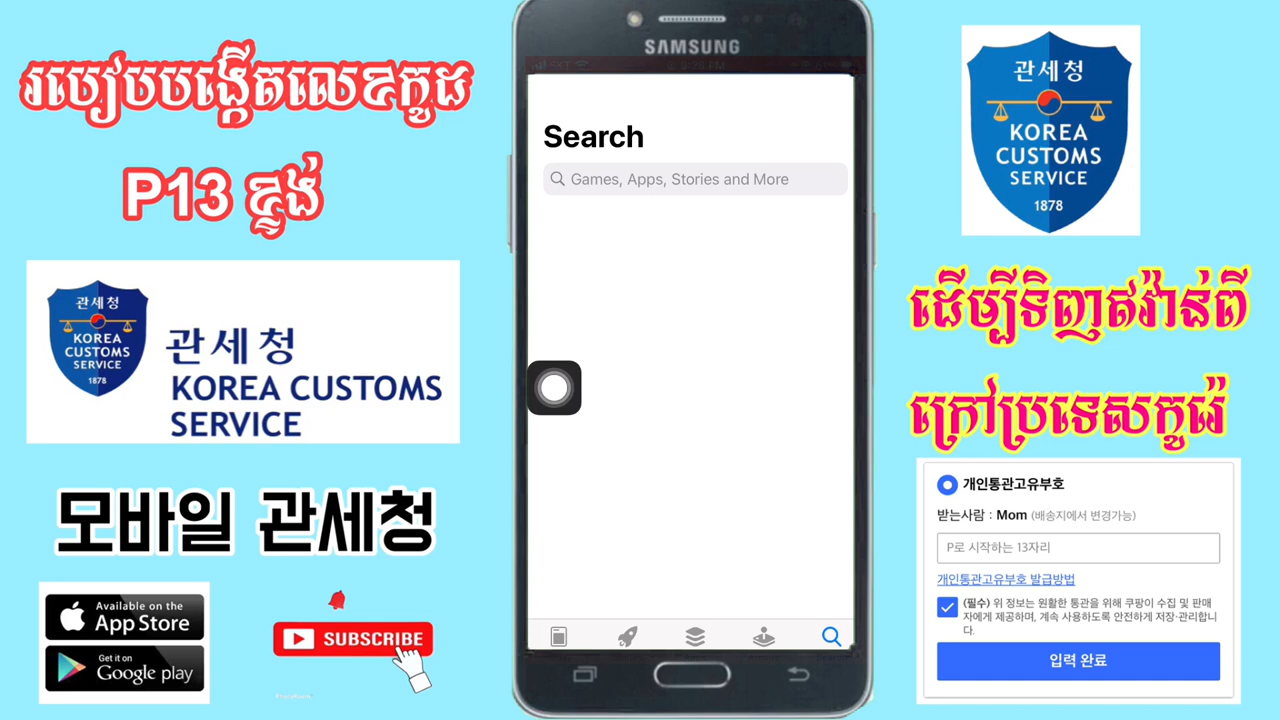 របៀបបង្កើតលេខកូដ
P13 ខ្ទង់
관세청
KOREA
CUSTOMS
SERVICE
1878
관세청
KOREA CUSTOMS
SERVICE
모바일 관세청
Available on the
App Store
Get it on
Google play
SUBSCRIBE
SAMSUNG
Search
Games, Apps, Stories and More
관세청
KOREA
CUSTOMS
SERVICE
1878
ដើម្បីទិញឥវ៉ាន់ពី
ក្រៅប្រទេសកូរ៉េ
개인통관고유부호
받는사람 : Mom (배송지에서 변경가능)
P로 시작하는 13자리
개인통관고유부호 발급방법
(필수) 위 정보는 원활한 통관을 위해 쿠팡이 수집 및 판매
자에게 제공하며, 계속 사용하도록 안전하게 저장·관리합니
다.
입력 완료